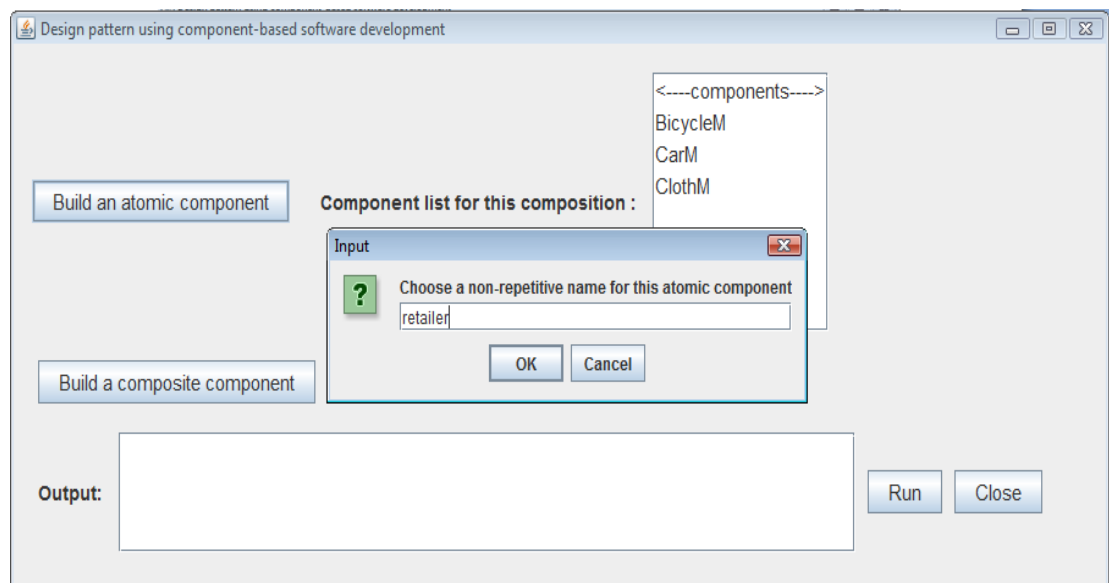 Design pattern using component-based software development
<----components---->
BicycleM
CarM
ClothM
Build an atomic component
Component list for this composition :
Input
?
Choose a non-repetitive name for this atomic component
retailer
OK
Cancel
Build a composite component
Output:
Run
Close